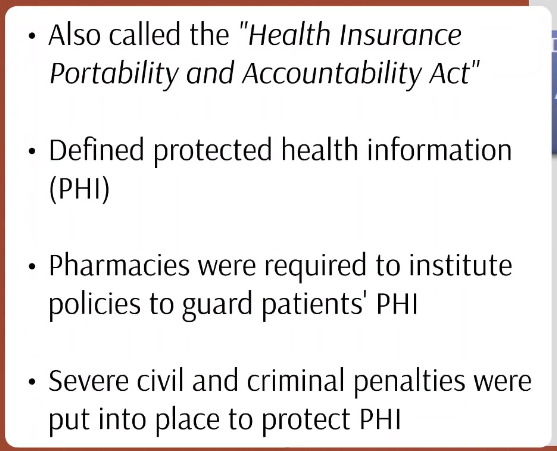 • Also called the "Health Insurance
Portability and Accountability Act"
• Defined protected health information
(PHI)
• Pharmacies were required to institute
policies to guard patients' PHI
• Severe civil and criminal penalties were
put into place to protect PHI